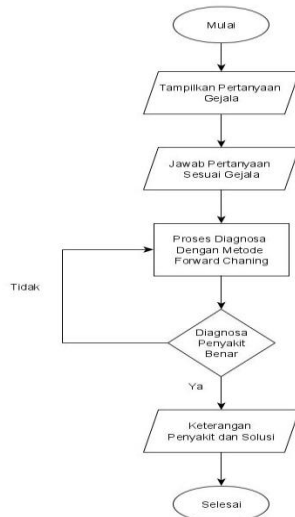 Mulai
Tampilkan Pertanyaan
Gejala
Jawab Pertanyaan
Sesuai Gejala
Proses Diagnosa
Dengan Metode
Forward Chaning
Tidak
Diagnosa
Penyakit
Benar
Ya
Keterangan
Penyakit dan Solusi
Selesai